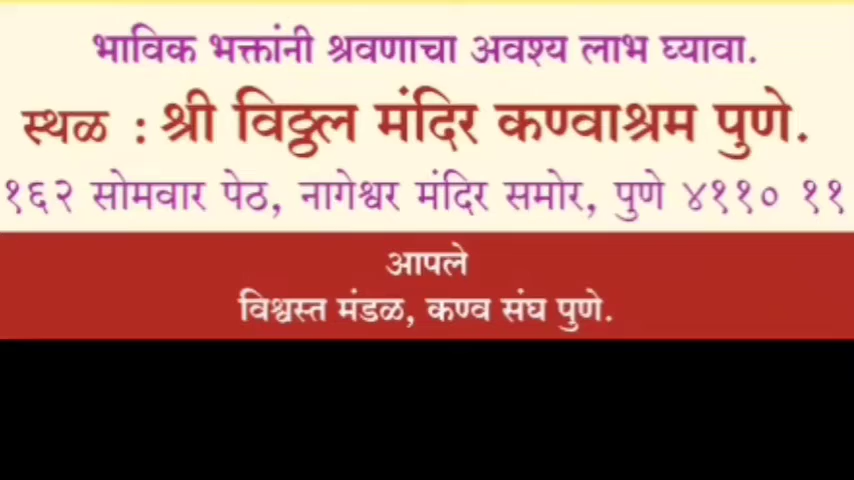 भाविक भक्तांनी श्रवणाचा अवश्य लाभ घ्यावा.
स्थळ : श्री विठ्ठल मंदिर कण्वाश्रम पुणे.
१६२ सोमवार पेठ, नागेश्वर मंदिर समोर, पुणे ४११० ११
आपले
विश्वस्त मंडळ, कण्व संघ पुणे.